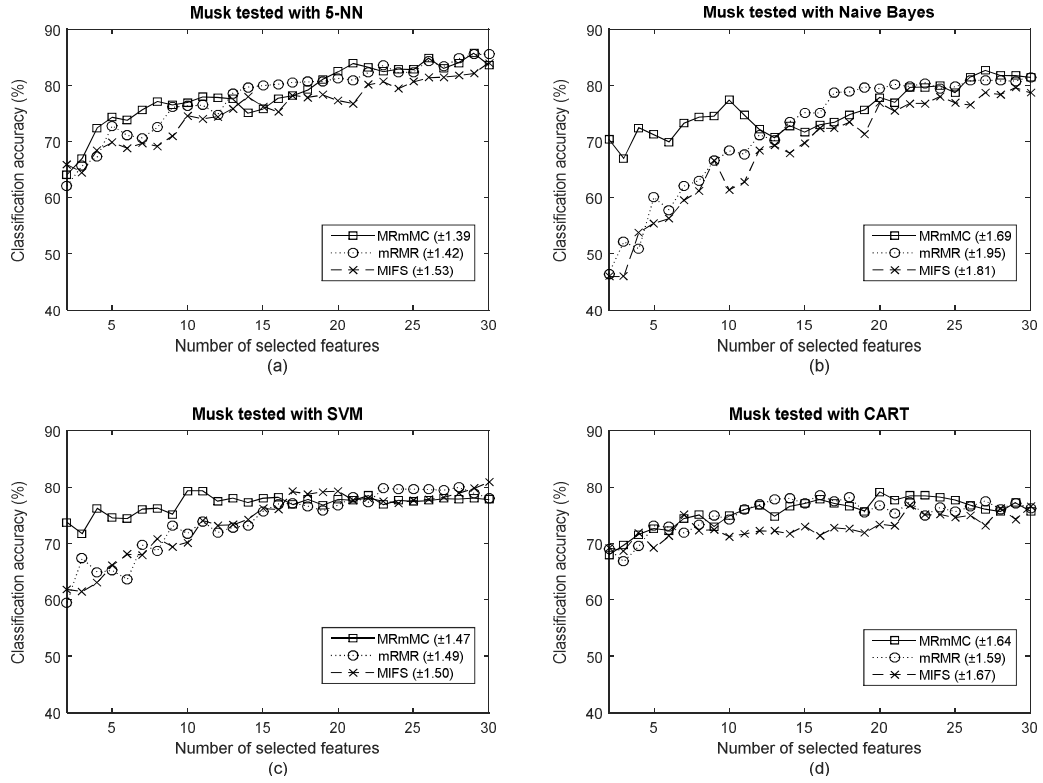 Musk tested with 5-NN
Classification accuracy (%)
90
80
70
60
50
40
MRmMC (±1.39
mRMR (±1.42)
MIFS (±1.53)
5 10 15 20 25 30
Number of selected features
(a)
Musk tested with Naive Bayes
Classification accuracy (%)
90
80
70
60
50
40
MRmMC (±1.69
mRMR (±1.95)
MIFS (±1.81)
5 10 15 20 25 30
Number of selected features
(b)
Musk tested with SVM
Classification accuracy (%)
90
80
70
60
50
40
MRmMC (±1.47
mRMR (±1.49)
MIFS (±1.50)
5 10 15 20 25 30
Number of selected features
(c)
Musk tested with CART
Classification accuracy (%)
90
80
70
60
50
40
MRmMC (±1.64
mRMR (±1.59)
MIFS (±1.67)
5 10 15 20 25 30
Number of selected features
(d)